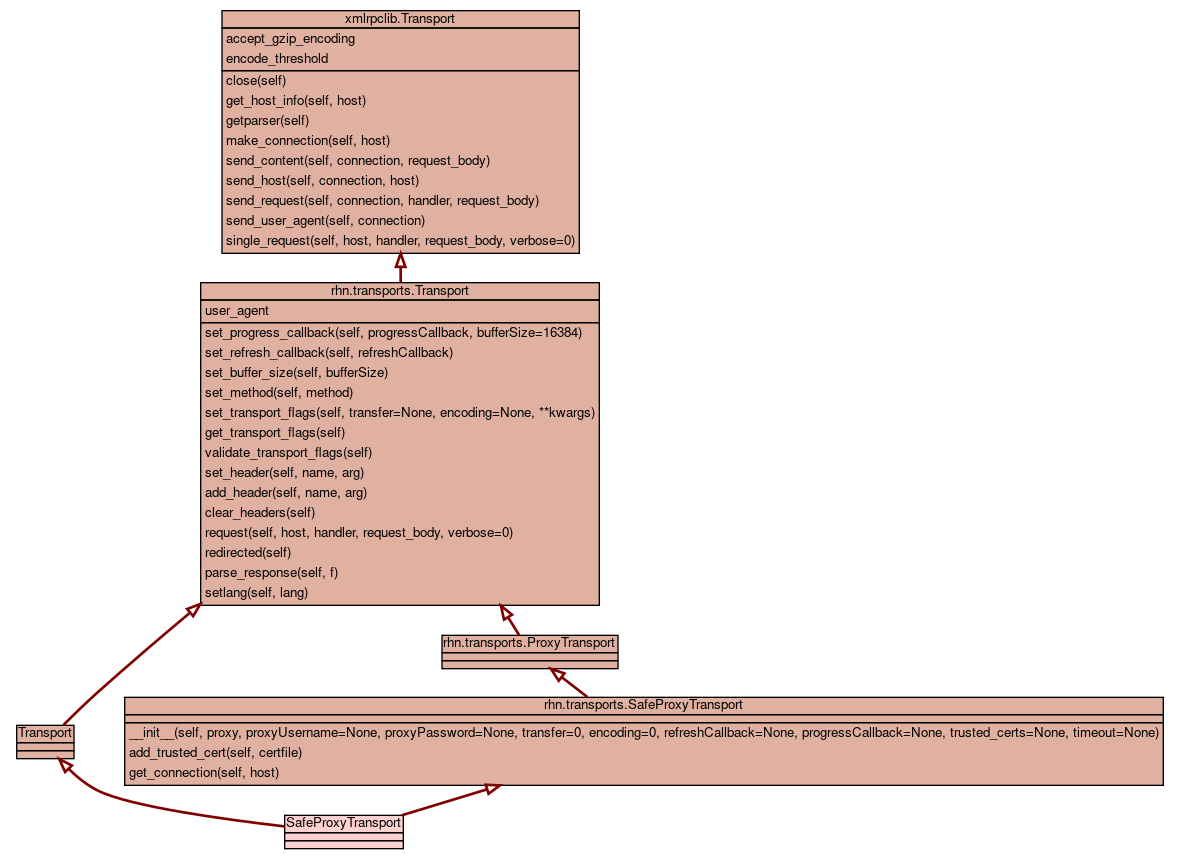 xmlrpclib.Transport
accept_gzip_encoding
encode_threshold
close(self)
get_host_info(self, host)
getparser(self)
make_connection(self, host)
send_content(self, connection, request_body)
send_host(self, connection, host)
send_request(self, connection, handler, request_body)
send_user_agent(self, connection)
single_request(self, host, handler, request_body, verbose=0)
rhn.transports.Transport
user_agent
set_progress_callback(self, progressCallback, bufferSize=16384)
set_refresh_callback(self, refreshCallback)
set_buffer_size(self, bufferSize)
set_method(self, method)
set_transport_flags(self, transfer=None, encoding=None, **kwargs)
get_transport_flags(self)
validate_transport_flags(self)
set_header(self, name, arg)
add_header(self, name, arg)
clear_headers(self)
request(self, host, handler, request_body, verbose=0)
redirected(self)
parse_response(self, f)
setlang(self, lang)
rhn.transports.ProxyTransport
rhn.transports.SafeProxyTransport
__init__(self, proxy, proxyUsername=None, proxyPassword=None, transfer=0, encoding=0, refreshCallback=None, progressCallback=None, trusted_certs=None, timeout=None)
add_trusted_cert(self, certfile)
get_connection(self, host)
Transport
SafeProxyTransport